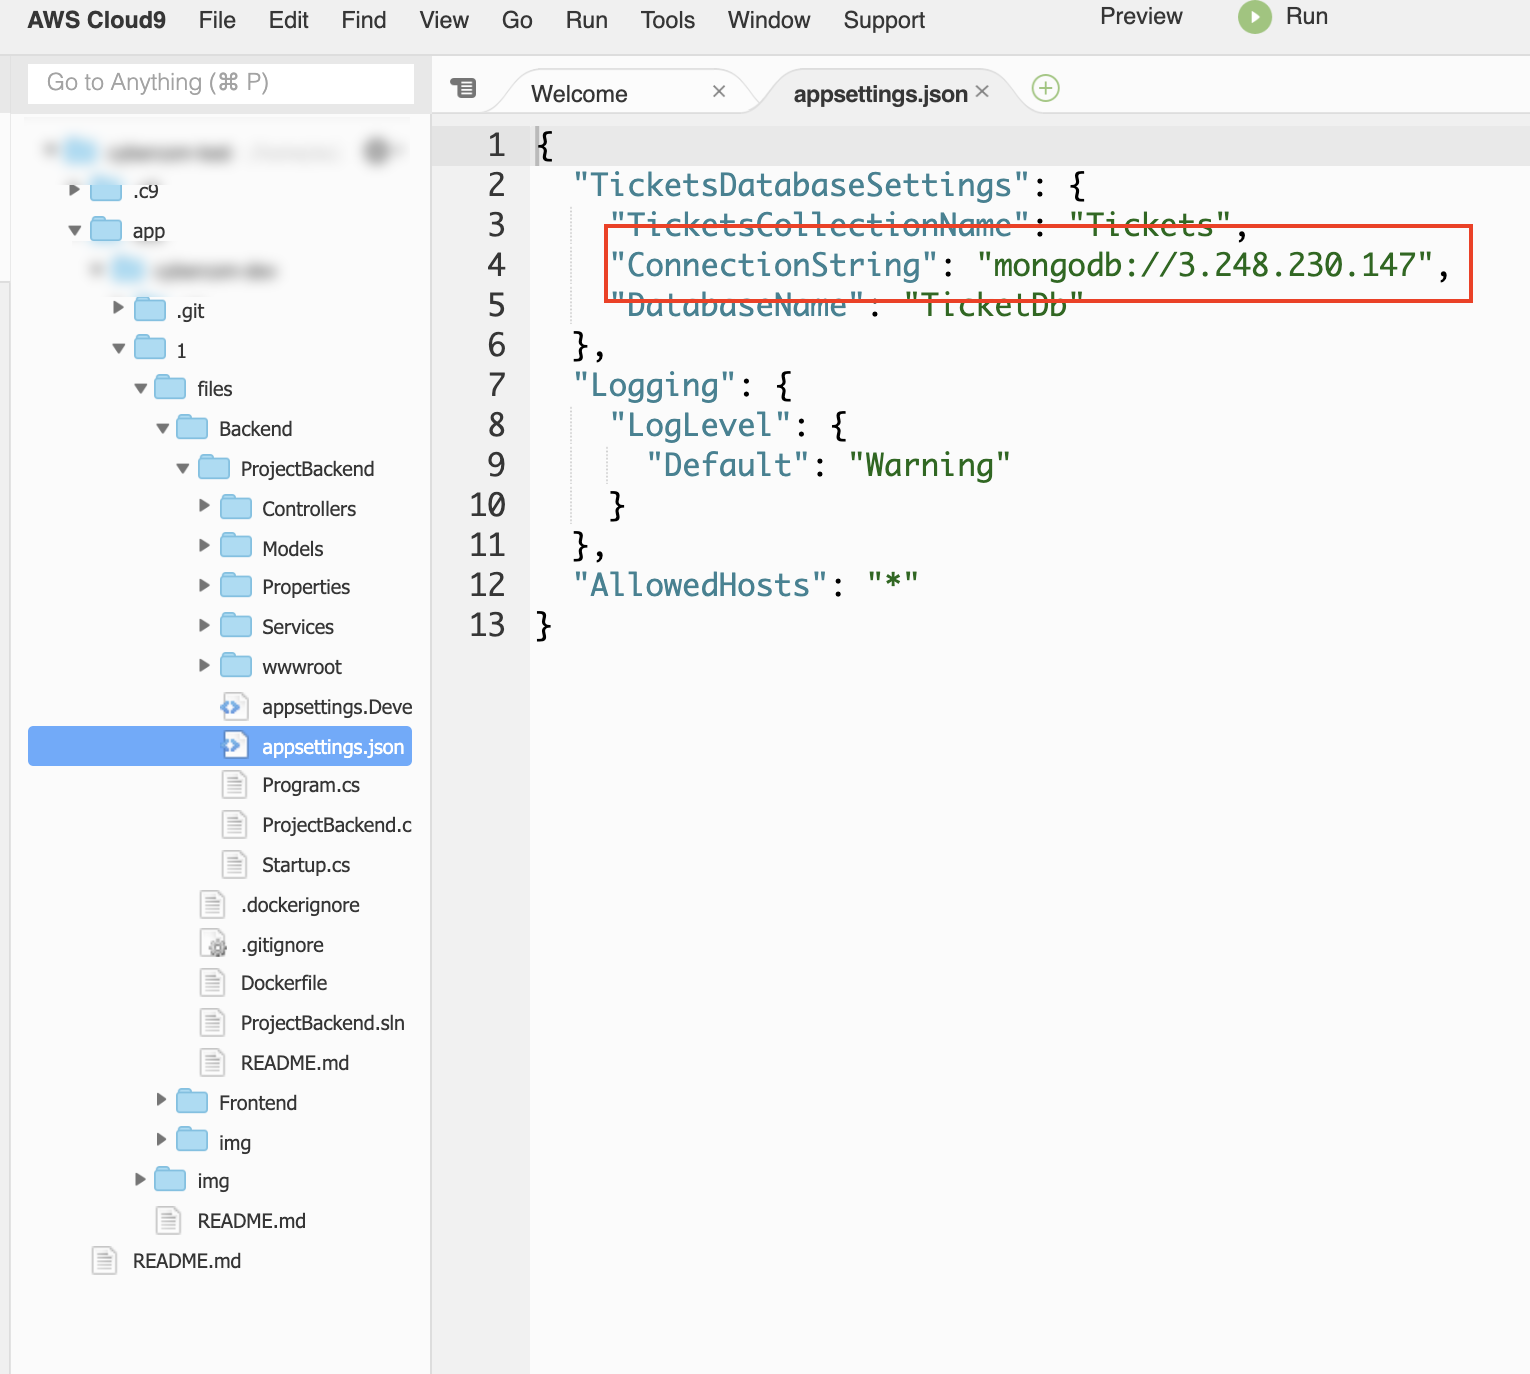 AWS Cloud9 File Edit Find View Go Run Tools Window Support Preview Run
Go to Anything (⌘ P)
.c9
app
.git
1
files
Backend
ProjectBackend
Controllers
Models
Properties
Services
wwwroot
appsettings.Deve
appsettings.json
Program.cs
ProjectBackend.c
Startup.cs
.dockerignore
.gitignore
Dockerfile
ProjectBackend.sln
README.md
Frontend
img
img
README.md
README.md
Welcome × appsettings.json ×
1 {
2 "TicketsDatabaseSettings": {
3 "TicketsCollectionName": "Tickets",
4 "ConnectionString": "mongodb://3.248.230.147",
5 "DatabaseName": "TicketDb"
6 },
7 "Logging": {
8 "LogLevel": {
9 "Default": "Warning"
10 }
11 },
12 "AllowedHosts": "*"
13 }